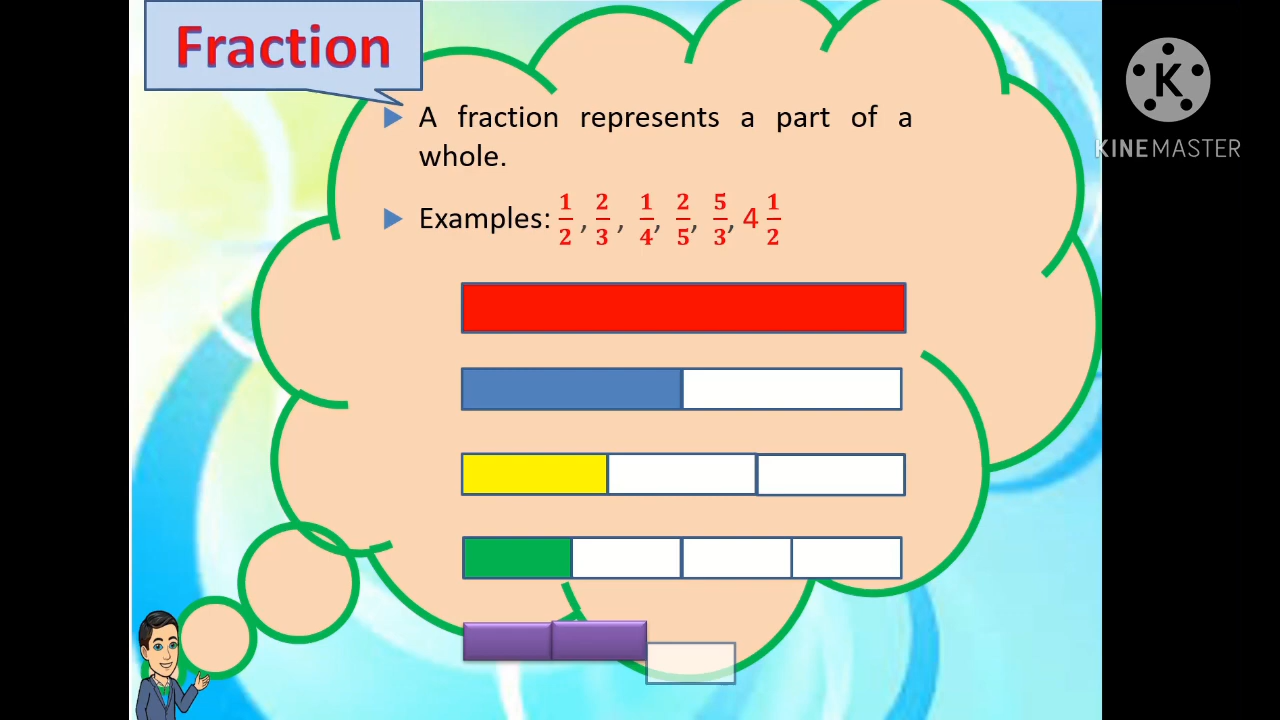 Fraction
A fraction represents a part of a
whole.
Examples: 1/2 , 2/3 , 1/4, 2/5, 5/3, 4 1/2
K
KINEMASTER